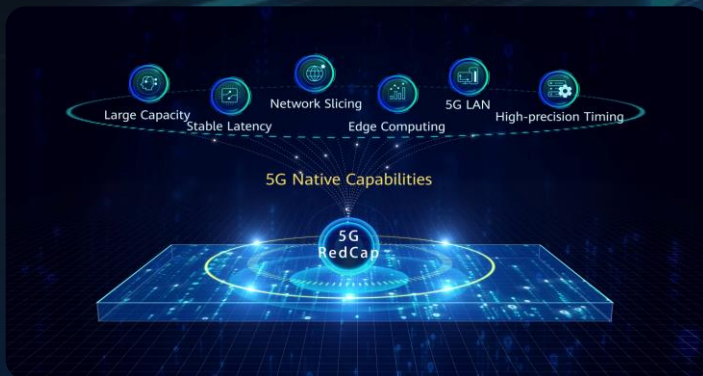 Large Capacity
Stable Latency
Network Slicing
Edge Computing
5G LAN
High-precision Timing
5G Native Capabilities
5G
RedCap